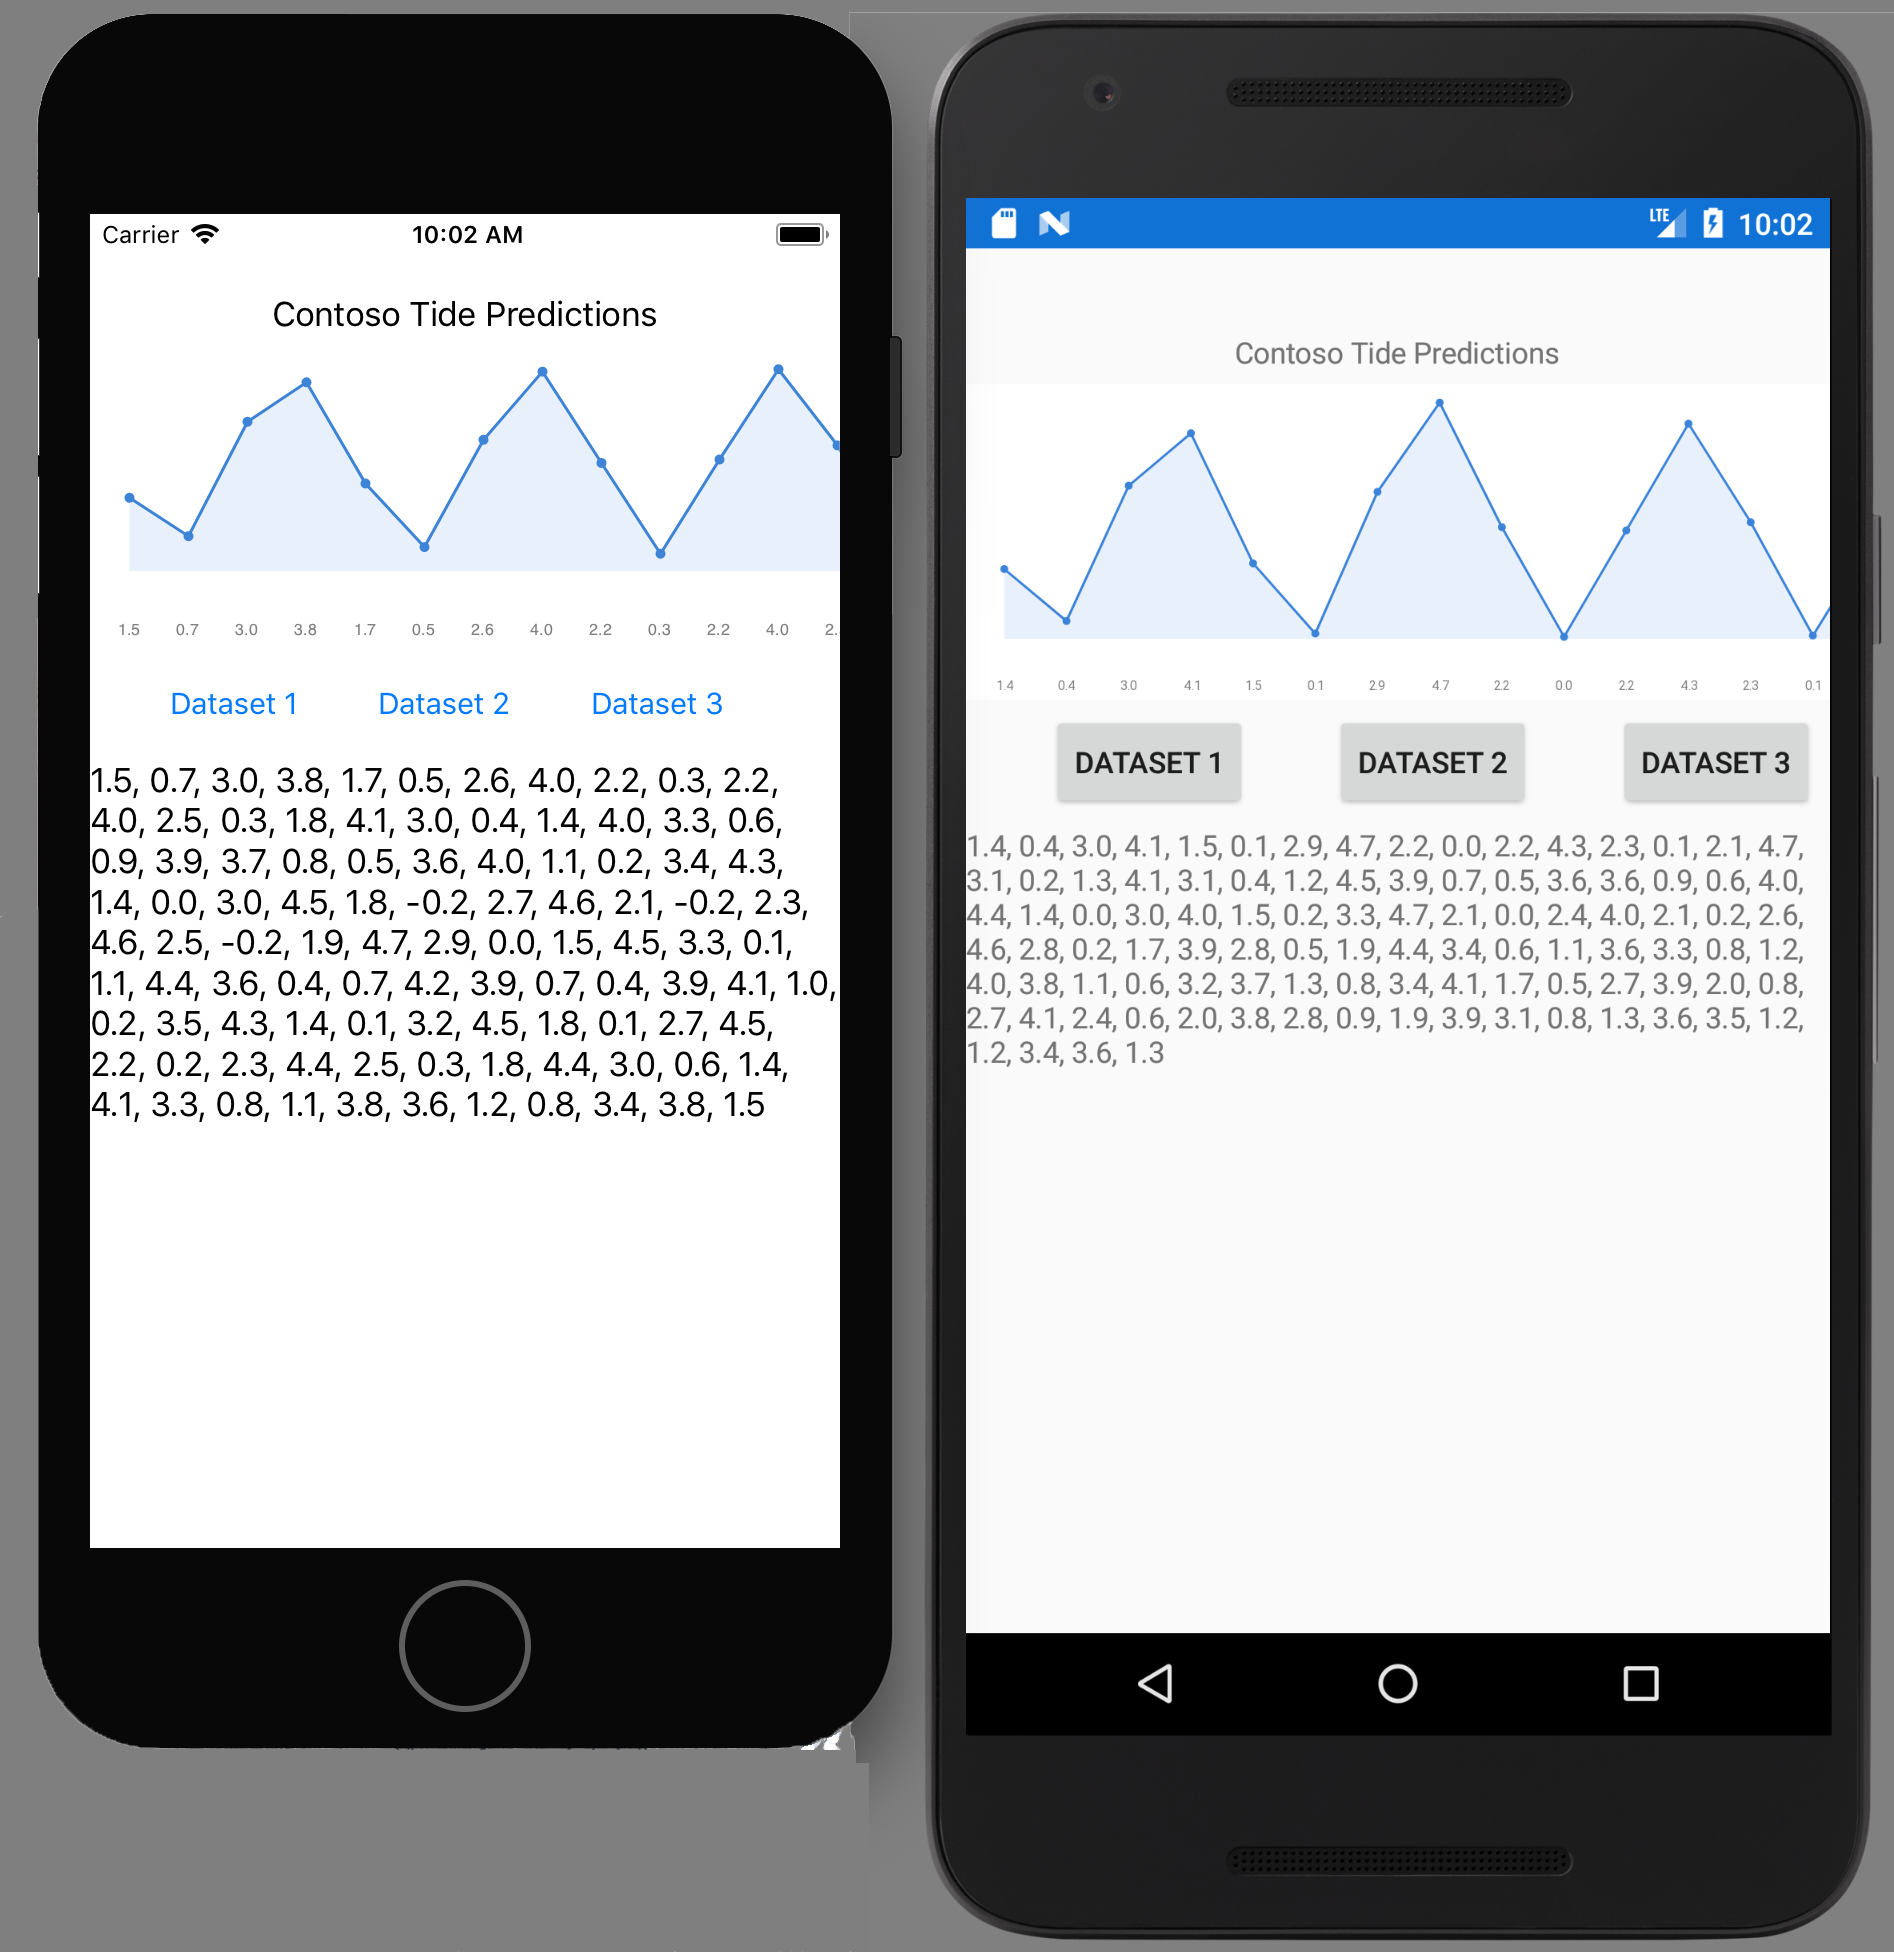 Carrier 10:02 AM
Contoso Tide Predictions
1.5 0.7 3.0 3.8 1.7 0.5 2.6 4.0 2.2 0.3 2.2 4.0 2.
Dataset 1 Dataset 2 Dataset 3
1.5, 0.7, 3.0, 3.8, 1.7, 0.5, 2.6, 4.0, 2.2, 0.3, 2.2,
4.0, 2.5, 0.3, 1.8, 4.1, 3.0, 0.4, 1.4, 4.0, 3.3, 0.6,
0.9, 3.9, 3.7, 0.8, 0.5, 3.6, 4.0, 1.1, 0.2, 3.4, 4.3,
1.4, 0.0, 3.0, 4.5, 1.8, -0.2, 2.7, 4.6, 2.1, -0.2, 2.3,
4.6, 2.5, -0.2, 1.9, 4.7, 2.9, 0.0, 1.5, 4.5, 3.3, 0.1,
1.1, 4.4, 3.6, 0.4, 0.7, 4.2, 3.9, 0.7, 0.4, 3.9, 4.1, 1.0,
0.2, 3.5, 4.3, 1.4, 0.1, 3.2, 4.5, 1.8, 0.1, 2.7, 4.5,
2.2, 0.2, 2.3, 4.4, 2.5, 0.3, 1.8, 4.4, 3.0, 0.6, 1.4,
4.1, 3.3, 0.8, 1.1, 3.8, 3.6, 1.2, 0.8, 3.4, 3.8, 1.5
LTE 10:02
Contoso Tide Predictions
1.4 0.4 3.0 4.1 1.5 0.1 2.9 4.7 2.2 0.0 2.2 4.3 2.3 0.1
DATASET 1 DATASET 2 DATASET 3
1.4, 0.4, 3.0, 4.1, 1.5, 0.1, 2.9, 4.7, 2.2, 0.0, 2.2, 4.3, 2.3, 0.1, 2.1, 4.7,
3.1, 0.2, 1.3, 4.1, 3.1, 0.4, 1.2, 4.5, 3.9, 0.7, 0.5, 3.6, 3.6, 0.9, 0.6, 4.0,
4.4, 1.4, 0.0, 3.0, 4.0, 1.5, 0.2, 3.3, 4.7, 2.1, 0.0, 2.4, 4.0, 2.1, 0.2, 2.6,
4.6, 2.8, 0.2, 1.7, 3.9, 2.8, 0.5, 1.9, 4.4, 3.4, 0.6, 1.1, 3.6, 3.3, 0.8, 1.2,
4.0, 3.8, 1.1, 0.6, 3.2, 3.7, 1.3, 0.8, 3.4, 4.1, 1.7, 0.5, 2.7, 3.9, 2.0, 0.8,
2.7, 4.1, 2.4, 0.6, 2.0, 3.8, 2.8, 0.9, 1.9, 3.9, 3.1, 0.8, 1.3, 3.6, 3.5, 1.2,
1.2, 3.4, 3.6, 1.3